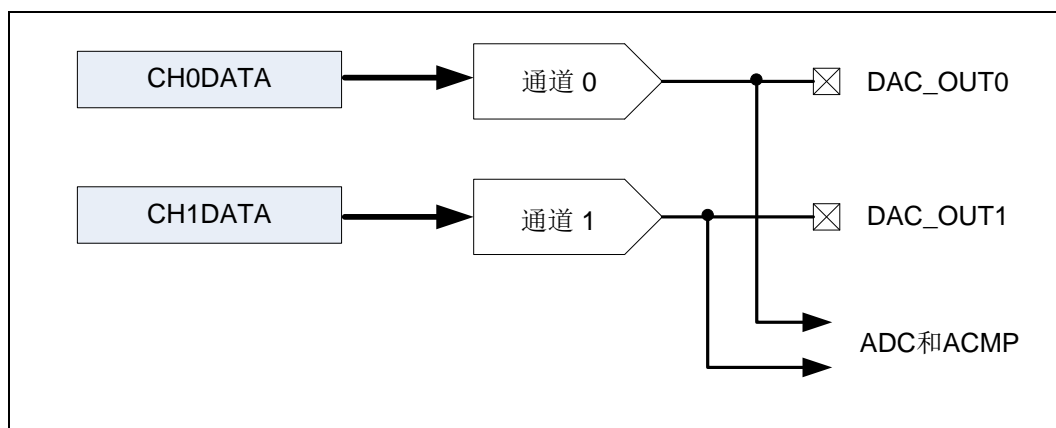 CH0DATA
通道 0
DAC_OUT0
CH1DATA
通道 1
DAC_OUT1
ADC和ACMP